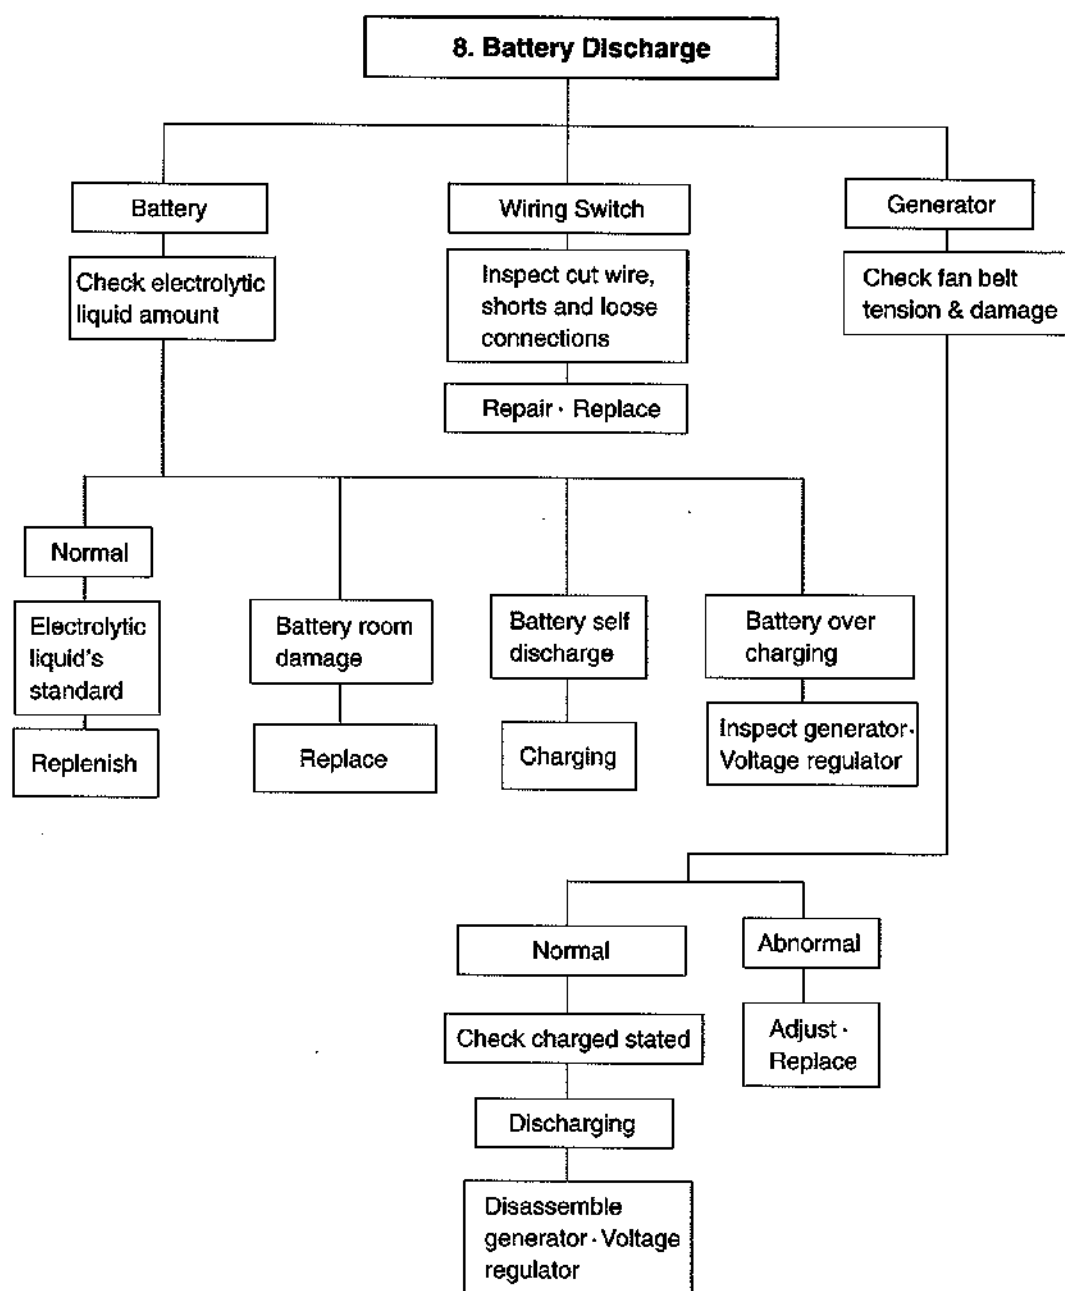 8. Battery Discharge
Battery
Wiring Switch
Generator
Check electrolytic
liquid amount
Inspect cut wire,
shorts and loose
connections
Check fan belt
tension & damage
Repair · Replace
Normal
Electrolytic
liquid's
standard
Battery room
damage
Battery self
discharge
Battery over
charging
Replenish
Replace
Charging
Inspect generator·
Voltage regulator
Normal
Abnormal
Check charged stated
Adjust ·
Replace
Discharging
Disassemble
generator · Voltage
regulator